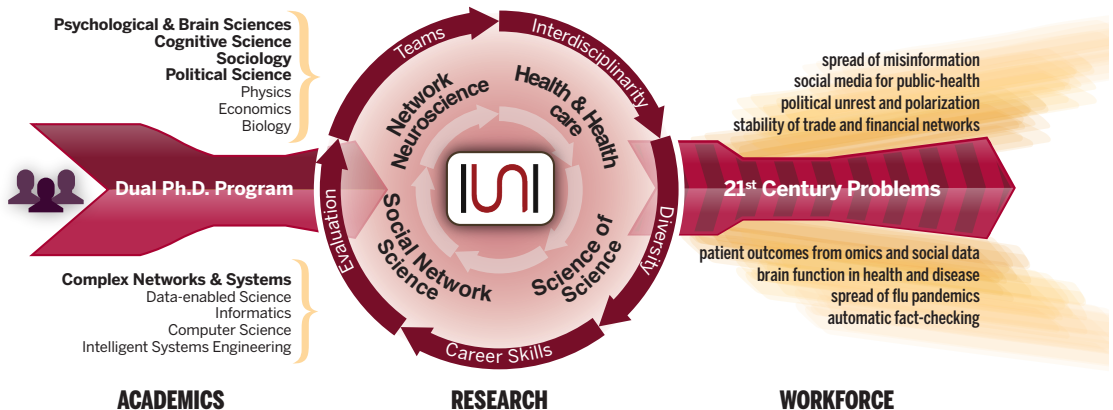 Psychological & Brain Sciences
Cognitive Science
Sociology
Political Science
Physics
Economics
Biology
Dual Ph.D. Program
Complex Networks & Systems
Data-enabled Science
Informatics
Computer Science
Intelligent Systems Engineering
ACADEMICS
Teams
Interdisciplinarity
Diversity
Career Skills
Evaluation
Network
Neuroscience
Health & Health
care
Science of
Science
Social Network
Science
IUNI
RESEARCH
spread of misinformation
social media for public-health
political unrest and polarization
stability of trade and financial networks
21st Century Problems
patient outcomes from omics and social data
brain function in health and disease
spread of flu pandemics
automatic fact-checking
WORKFORCE